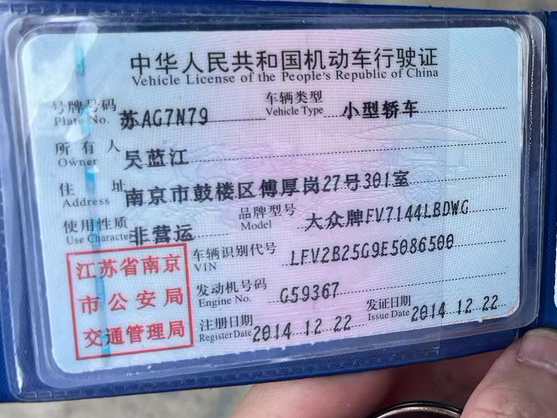 中华人民共和国机动车行驶证
Vehicle License of the People's Republic of China
号牌号码 Plate No. 苏AG7N79 车辆类型 Vehicle Type 小型轿车
所有人 Owner 吴蓝江
住址 Address 南京市鼓楼区傅厚岗27号301室
使用性质 Use Character 非营运 品牌型号 Model 大众牌FV7144LBDWG
车辆识别代号 VIN LFV2B25G9E5086500
发动机号码 Engine No. G59367
注册日期 Register Date 2014 12 22 发证日期 Issue Date 2014 12 22
江苏省南京
市公安局
交通管理局